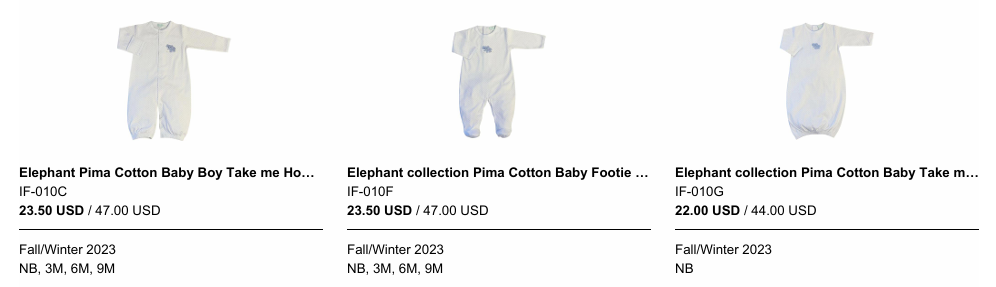 Elephant Pima Cotton Baby Boy Take me Ho...
IF-010C
23.50 USD / 47.00 USD
Fall/Winter 2023
NB, 3M, 6M, 9M
Elephant collection Pima Cotton Baby Footie ...
IF-010F
23.50 USD / 47.00 USD
Fall/Winter 2023
NB, 3M, 6M, 9M
Elephant collection Pima Cotton Baby Take m...
IF-010G
22.00 USD / 44.00 USD
Fall/Winter 2023
NB